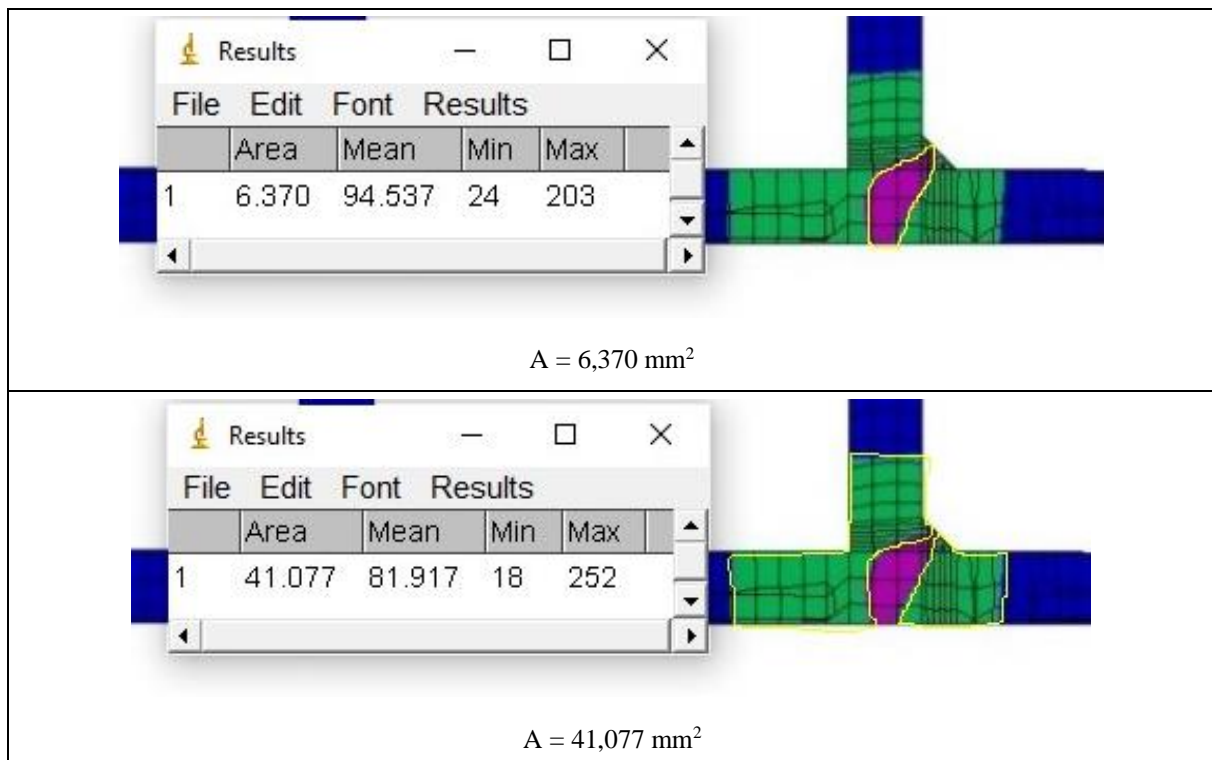 Results
File Edit Font Results
Area Mean Min Max
1 6.370 94.537 24 203
A = 6,370 mm²
Results
File Edit Font Results
Area Mean Min Max
1 41.077 81.917 18 252
A = 41,077 mm²